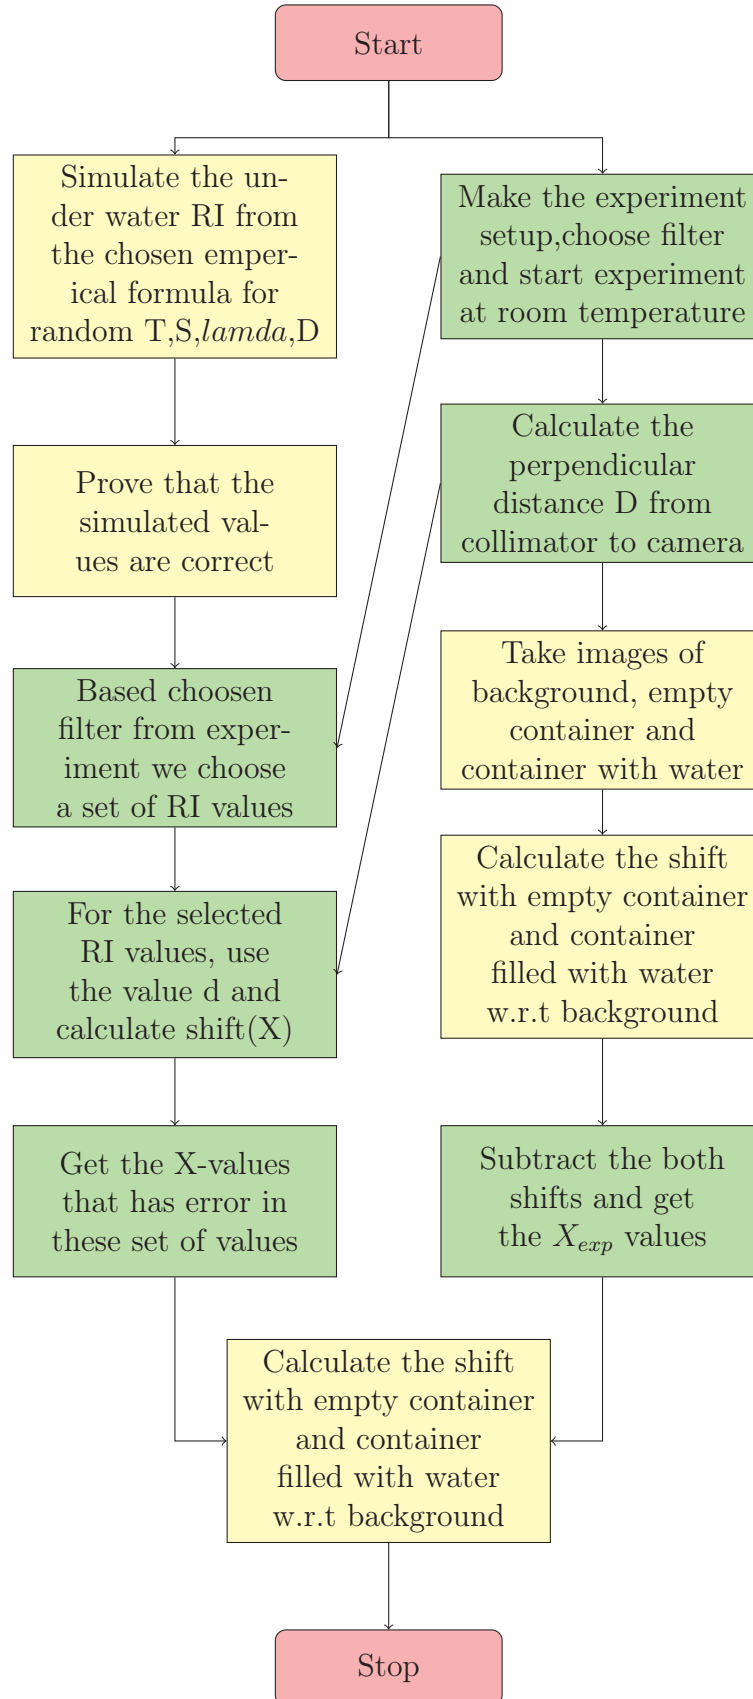 Start
Simulate the un-
der water RI from
the chosen emper-
ical formula for
random T,S,lamda,D
Prove that the
simulated val-
ues are correct
Based choosen
filter from exper-
iment we choose
a set of RI values
For the selected
RI values, use
the value d and
calculate shift(X)
Get the X-values
that has error in
these set of values
Make the experiment
setup,choose filter
and start experiment
at room temperature
Calculate the
perpendicular
distance D from
collimator to camera
Take images of
background, empty
container and
container with water
Calculate the shift
with empty container
and container
filled with water
w.r.t background
Subtract the both
shifts and get
the X_exp values
Calculate the shift
with empty container
and container
filled with water
w.r.t background
Stop